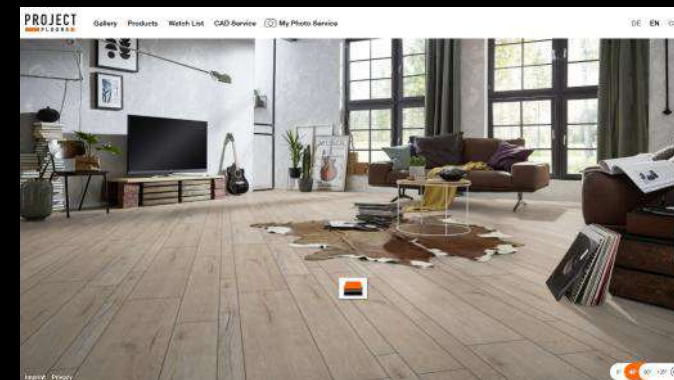 PROJECT
FLOORS
Gallery Products Watch List CAD-Service My Photo Service
DE EN
Imprint Privacy